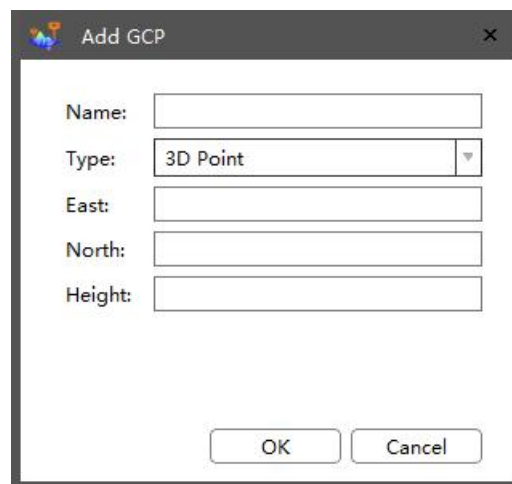 Add GCP
Name:
Type: 3D Point
East:
North:
Height:
OK Cancel